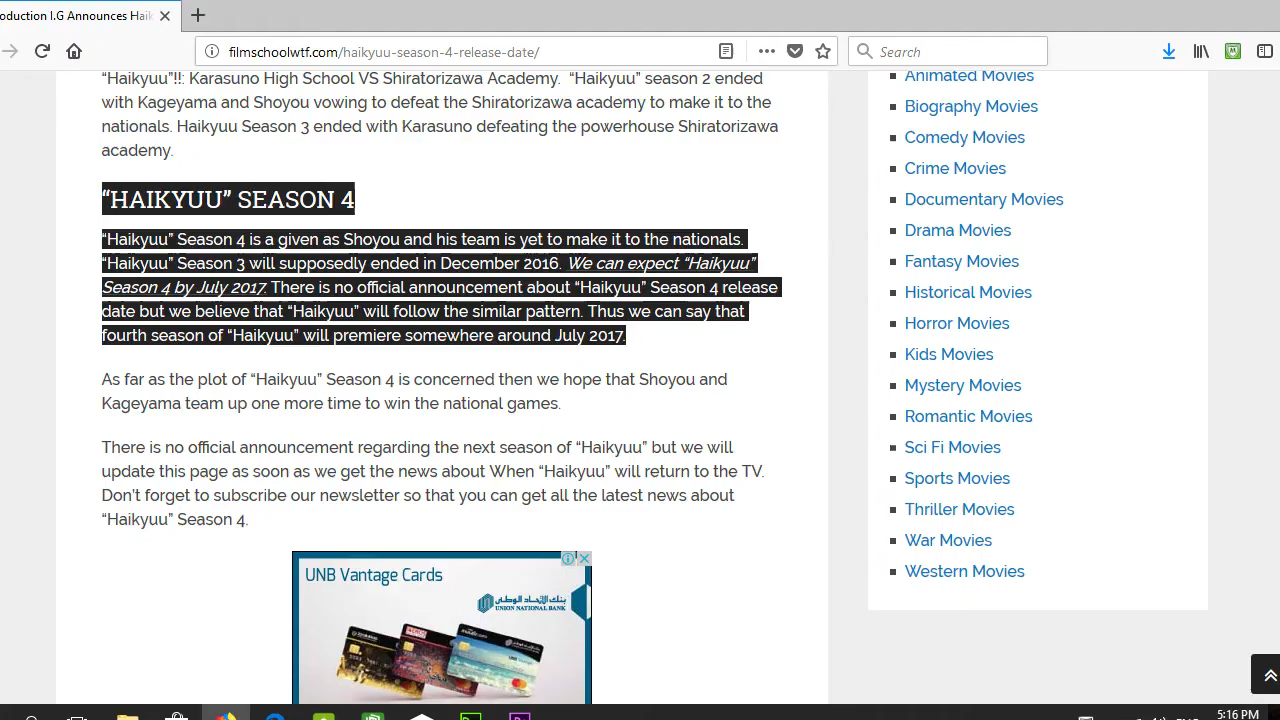 oduction I.G Announces Haik
filmschoolwtf.com/haikyuu-season-4-release-date/
Search
“Haikyuu”!!: Karasuno High School VS Shiratorizawa Academy. “Haikyuu” season 2 ended
with Kageyama and Shoyou vowing to defeat the Shiratorizawa academy to make it to the
nationals. Haikyuu Season 3 ended with Karasuno defeating the powerhouse Shiratorizawa
academy.
“HAIKYUU” SEASON 4
“Haikyuu” Season 4 is a given as Shoyou and his team is yet to make it to the nationals.
“Haikyuu” Season 3 will supposedly ended in December 2016. We can expect “Haikyuu”
Season 4 by July 2017. There is no official announcement about “Haikyuu” Season 4 release
date but we believe that “Haikyuu” will follow the similar pattern. Thus we can say that
fourth season of “Haikyuu” will premiere somewhere around July 2017.
As far as the plot of “Haikyuu” Season 4 is concerned then we hope that Shoyou and
Kageyama team up one more time to win the national games.
There is no official announcement regarding the next season of “Haikyuu” but we will
update this page as soon as we get the news about When “Haikyuu” will return to the TV.
Don’t forget to subscribe our newsletter so that you can get all the latest news about
“Haikyuu” Season 4.
UNB Vantage Cards
بنك الاتحاد الوطني
UNION NATIONAL BANK
UNB
Animated Movies
Biography Movies
Comedy Movies
Crime Movies
Documentary Movies
Drama Movies
Fantasy Movies
Historical Movies
Horror Movies
Kids Movies
Mystery Movies
Romantic Movies
Sci Fi Movies
Sports Movies
Thriller Movies
War Movies
Western Movies
5:16 PM